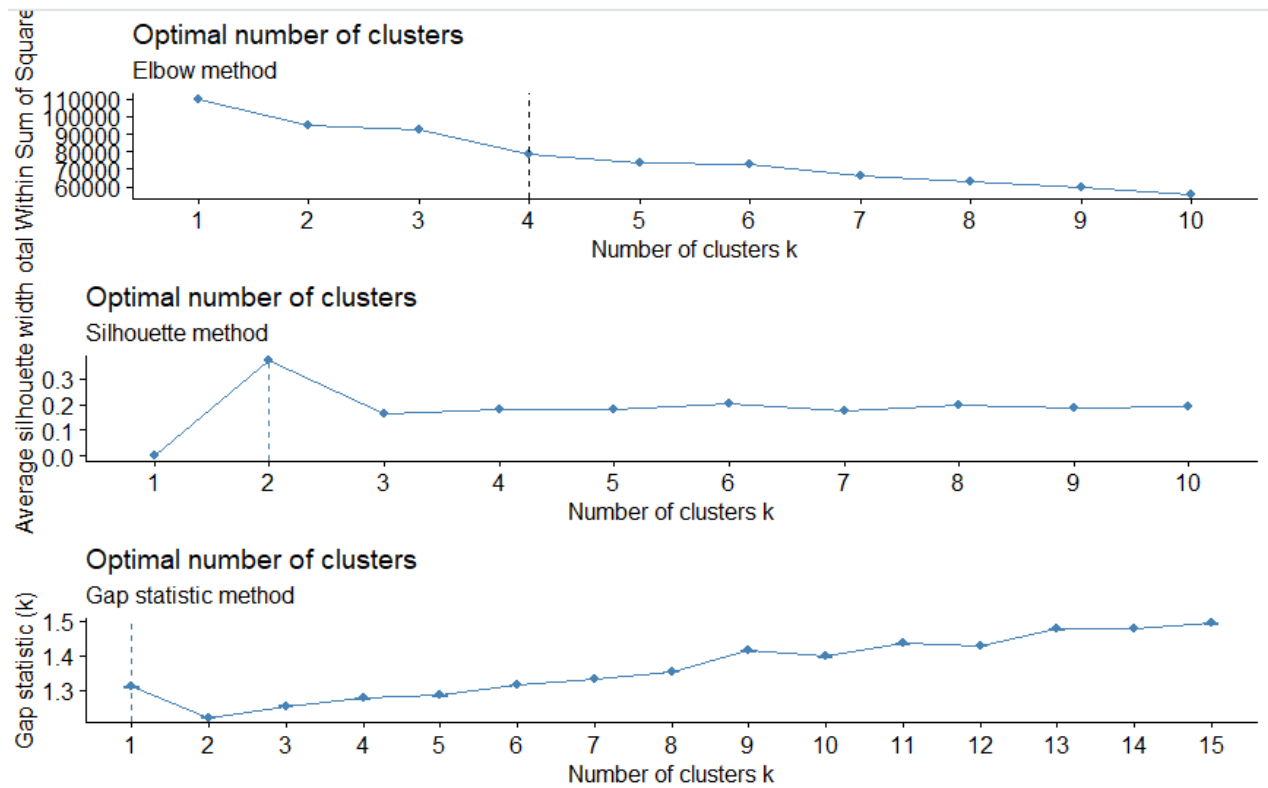 Optimal number of clusters
Elbow method
otal Within Sum of Square
110000
100000
90000
80000
70000
60000
1 2 3 4 5 6 7 8 9 10
Number of clusters k
Optimal number of clusters
Silhouette method
Average silhouette width
0.3
0.2
0.1
0.0
1 2 3 4 5 6 7 8 9 10
Number of clusters k
Optimal number of clusters
Gap statistic method
Gap statistic (k)
1.5
1.4
1.3
1 2 3 4 5 6 7 8 9 10 11 12 13 14 15
Number of clusters k